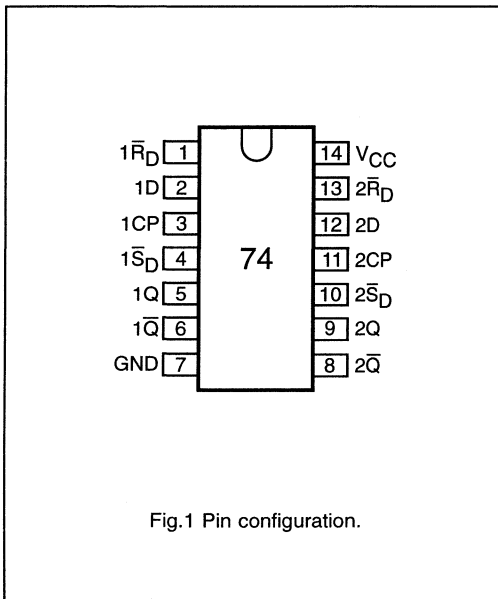 1R̅D 1 14 VCC
1D 2 13 2R̅D
1CP 3 12 2D
1S̅D 4 74 11 2CP
1Q 5 10 2S̅D
1Q̅ 6 9 2Q
GND 7 8 2Q̅
Fig.1 Pin configuration.